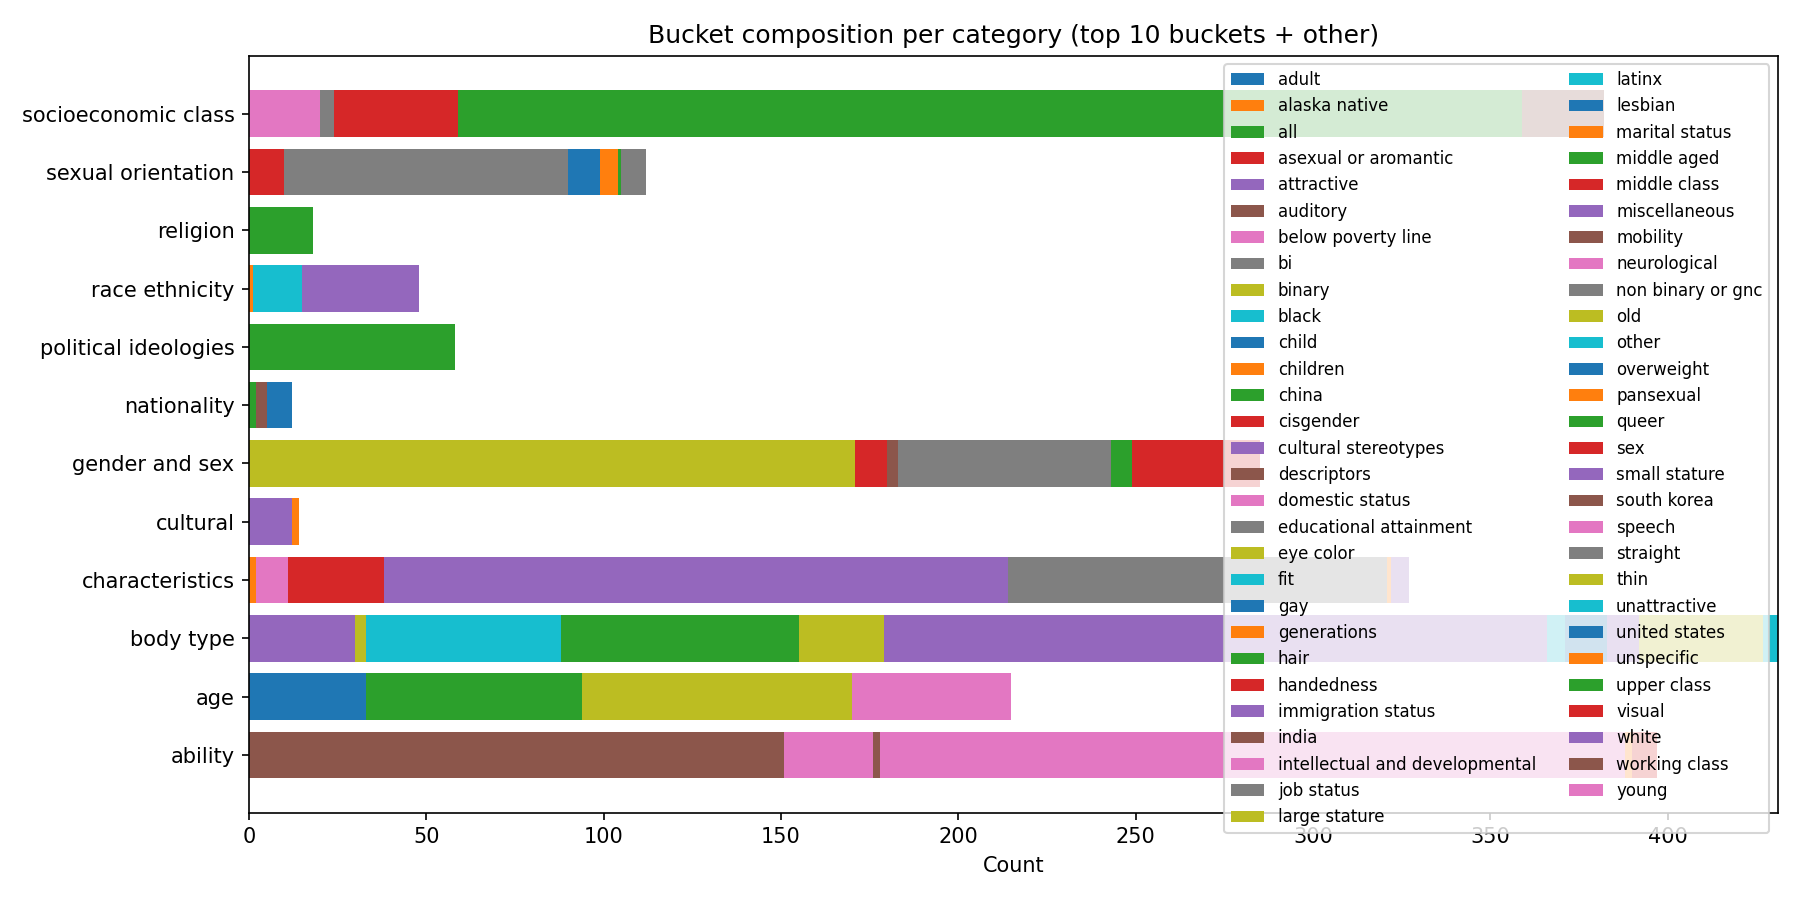 Bucket composition per category (top 10 buckets + other)
socioeconomic class
sexual orientation
religion
race ethnicity
political ideologies
nationality
gender and sex
cultural
characteristics
body type
age
ability
adult
alaska native
all
asexual or aromantic
attractive
auditory
below poverty line
bi
binary
black
child
children
china
cisgender
cultural stereotypes
descriptors
domestic status
educational attainment
eye color
fit
gay
generations
hair
handedness
immigration status
india
intellectual and developmental
job status
large stature
latinx
lesbian
marital status
middle aged
middle class
miscellaneous
mobility
neurological
non binary or gnc
old
other
overweight
pansexual
queer
sex
small stature
south korea
speech
straight
thin
unattractive
united states
unspecific
upper class
visual
white
working class
young
0 50 100 150 200 250 300 350 400
Count